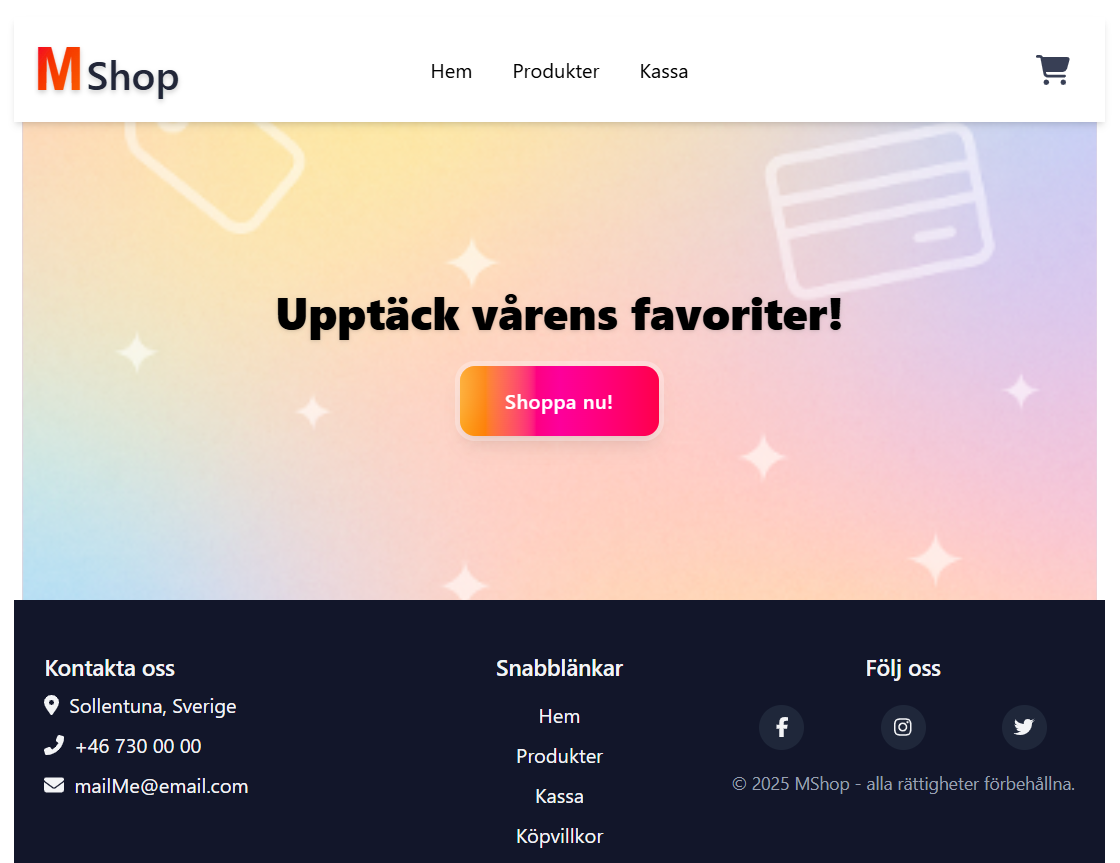 MShop
Hem
Produkter
Kassa
Upptäck vårens favoriter!
Shoppa nu!
Kontakta oss
Sollentuna, Sverige
+46 730 00 00
mailMe@email.com
Snabblänkar
Hem
Produkter
Kassa
Köpvillkor
Följ oss
© 2025 MShop - alla rättigheter förbehållna.